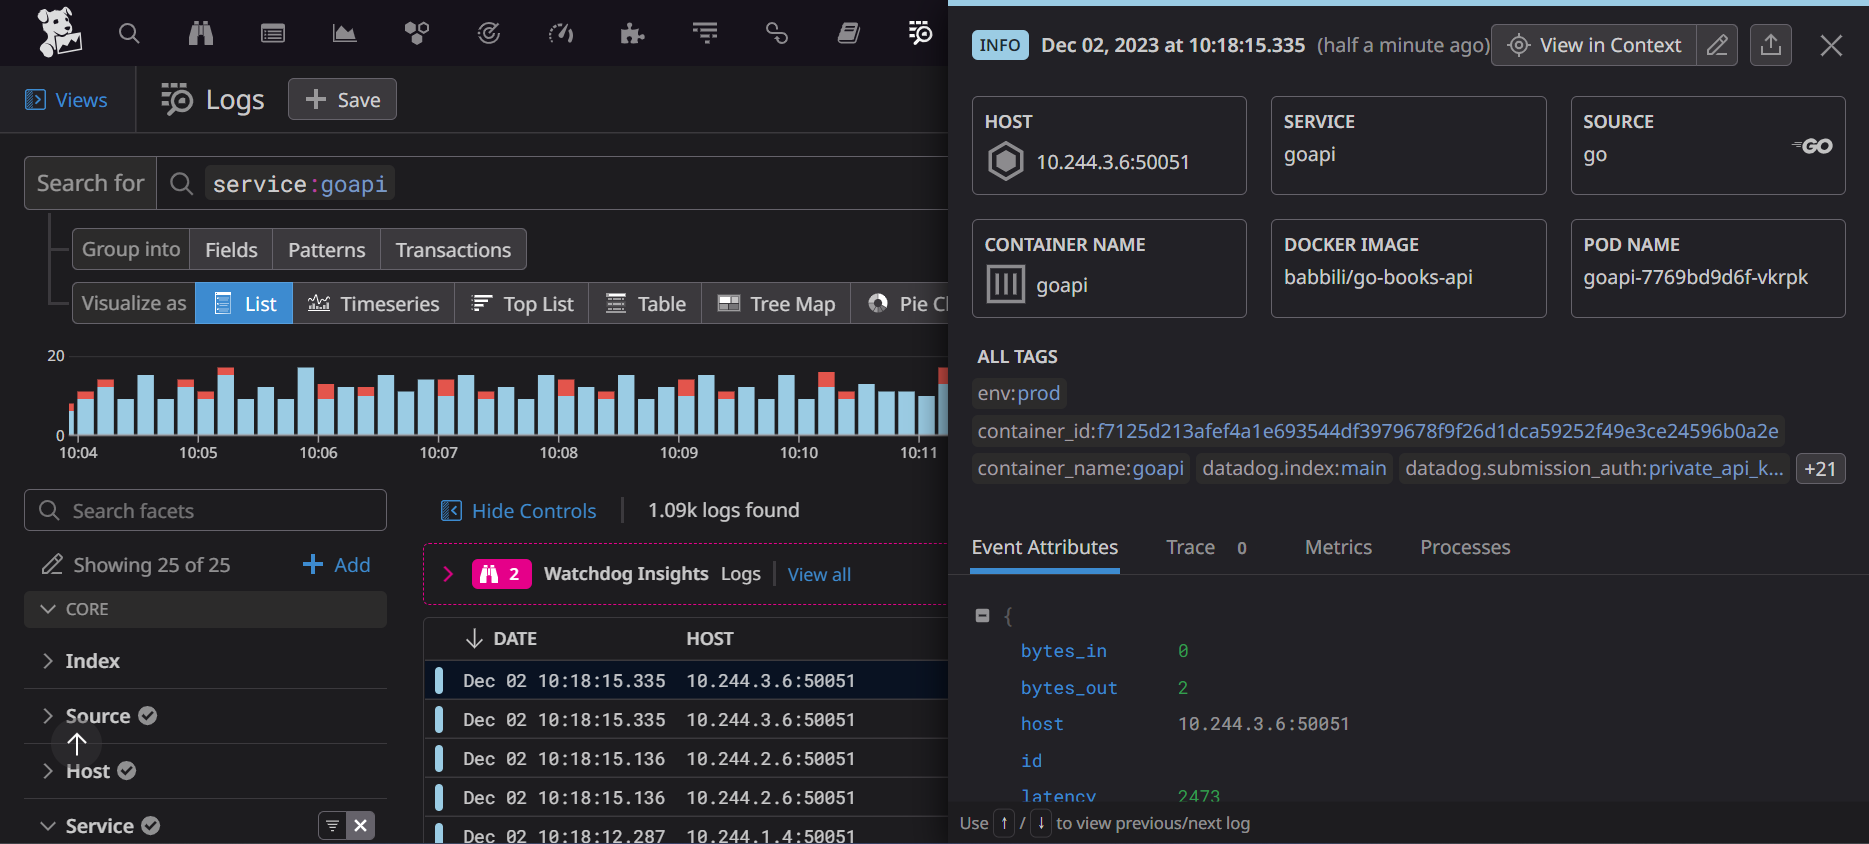 Views
Logs
Save
Search for
service:goapi
Group into
Fields
Patterns
Transactions
Visualize as
List
Timeseries
Top List
Table
Tree Map
20
0
10:04
10:05
10:06
10:07
10:08
10:09
10:10
10:11
Search facets
Showing 25 of 25
Add
CORE
Index
Source
Host
Service
Hide Controls
1.09k logs found
2
Watchdog Insights
Logs
View all
DATE HOST
Dec 02 10:18:15.335 10.244.3.6:50051
Dec 02 10:18:15.335 10.244.3.6:50051
Dec 02 10:18:15.136 10.244.2.6:50051
Dec 02 10:18:15.136 10.244.2.6:50051
Dec 02 10:18:12.287 10.244.1.4:50051
INFO
Dec 02, 2023 at 10:18:15.335 (half a minute ago)
View in Context
HOST
10.244.3.6:50051
SERVICE
goapi
SOURCE
go
GO
CONTAINER NAME
goapi
DOCKER IMAGE
babbili/go-books-api
POD NAME
goapi-7769bd9d6f-vkrpk
ALL TAGS
env:prod
container_id:f7125d213afef4a1e693544df3979678f9f26d1dca59252f49e3ce24596b0a2e
container_name:goapi
datadog.index:main
datadog.submission_auth:private_api_k...
+21
Event Attributes
Trace 0
Metrics
Processes
{
bytes_in 0
bytes_out 2
host 10.244.3.6:50051
id
latency 2473
Use ↑ / ↓ to view previous/next log